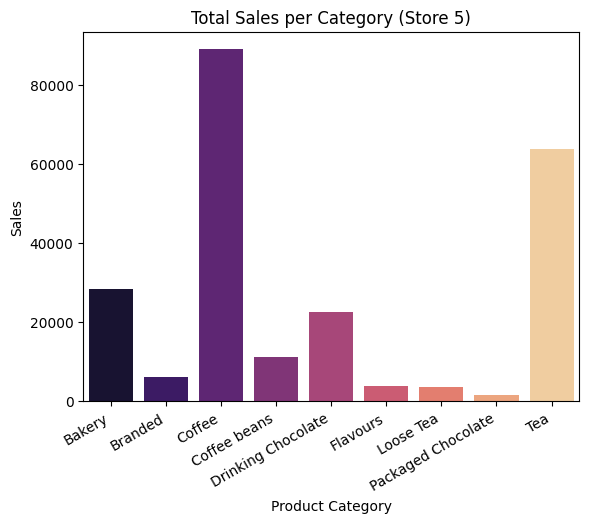 Total Sales per Category (Store 5)
Sales
80000
60000
40000
20000
0
Bakery
Branded
Coffee
Coffee beans
Drinking Chocolate
Flavours
Loose Tea
Packaged Chocolate
Tea
Product Category